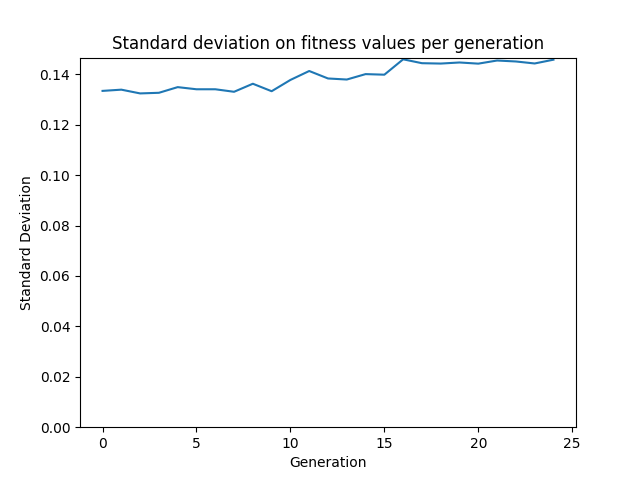 Standard deviation on fitness values per generation
Standard Deviation
0.14
0.12
0.10
0.08
0.06
0.04
0.02
0.00
0 5 10 15 20 25
Generation